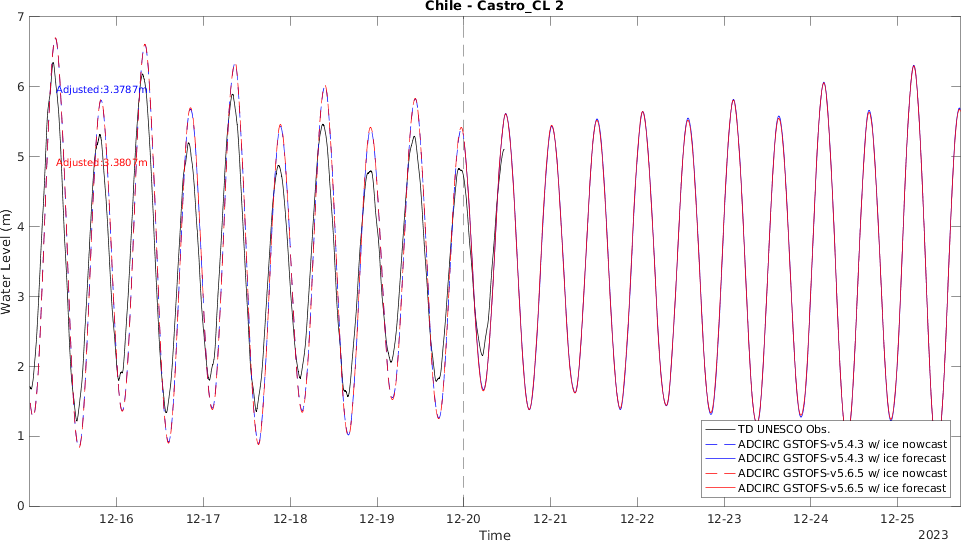 Chile - Castro_CL 2
7
6
5
4
3
2
1
0
Water Level (m)
Adjusted:3.3787m
Adjusted:3.3807m
TD UNESCO Obs.
ADCIRC GSTOFS-v5.4.3 w/ ice nowcast
ADCIRC GSTOFS-v5.4.3 w/ ice forecast
ADCIRC GSTOFS-v5.6.5 w/ ice nowcast
ADCIRC GSTOFS-v5.6.5 w/ ice forecast
12-16 12-17 12-18 12-19 12-20 12-21 12-22 12-23 12-24 12-25
Time
2023